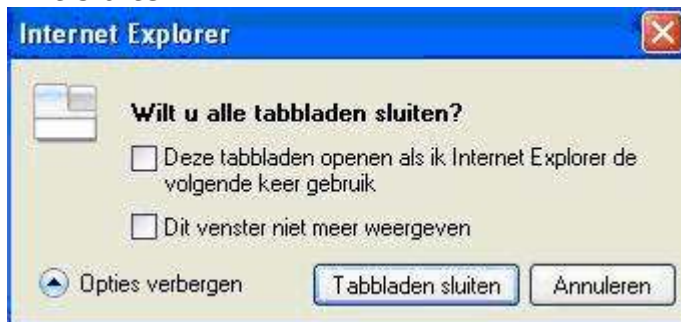 Internet Explorer
Wilt u alle tabbladen sluiten?
Deze tabbladen openen als ik Internet Explorer de
volgende keer gebruik
Dit venster niet meer weergeven
Opties verbergen
Tabbladen sluiten
Annuleren